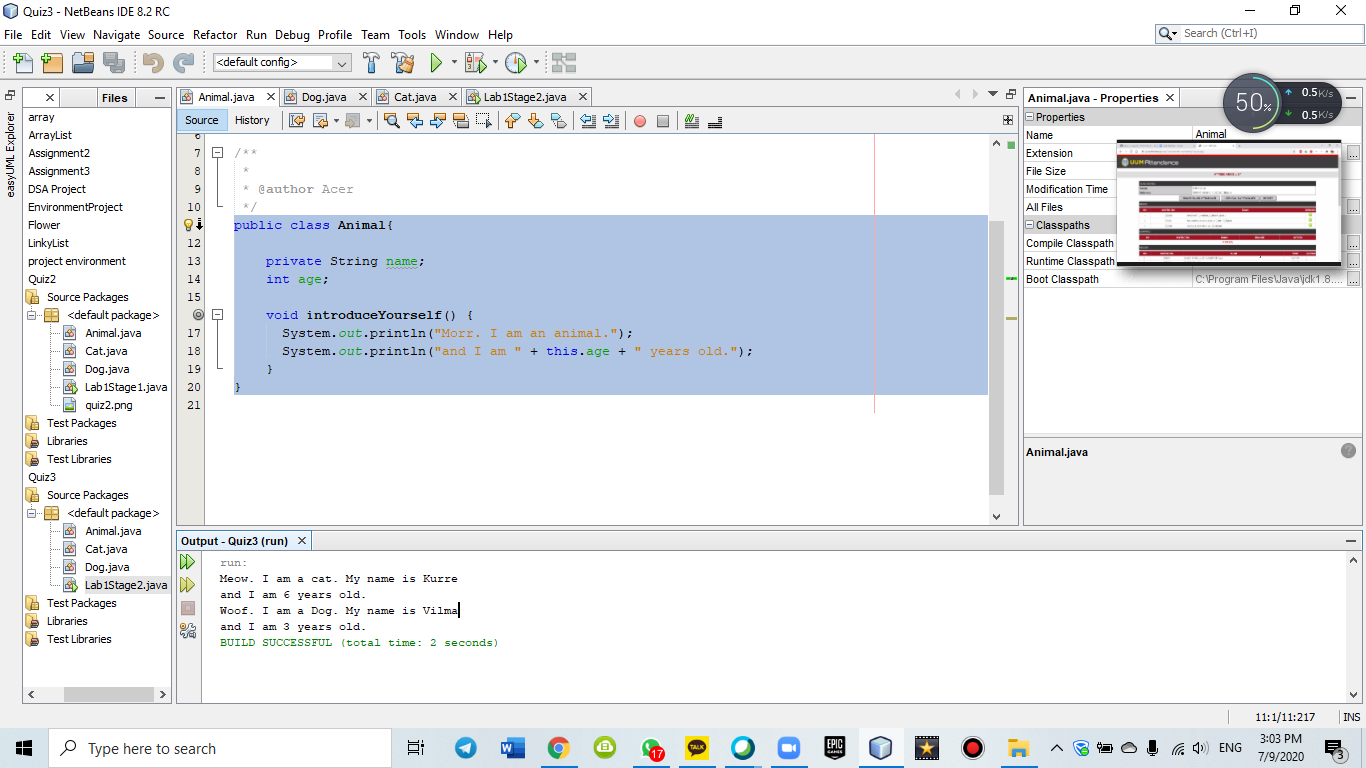 Quiz3 - NetBeans IDE 8.2 RC
File Edit View Navigate Source Refactor Run Debug Profile Team Tools Window Help
Search (Ctrl+I)
<default config>
50%
0.5K/s
0.5K/s
Files
Animal.java
Dog.java
Cat.java
Lab1Stage2.java
Animal.java - Properties
easyUML Explorer
Source
History
array
ArrayList
Assignment2
Assignment3
DSA Project
EnvironmentProject
Flower
LinkyList
project environment
Quiz2
Source Packages
<default package>
Animal.java
Cat.java
Dog.java
Lab1Stage1.java
quiz2.png
Test Packages
Libraries
Test Libraries
Quiz3
Source Packages
<default package>
Animal.java
Cat.java
Dog.java
Lab1Stage2.java
Test Packages
Libraries
Test Libraries
6
7 /**
8 *
9 * @author Acer
10 */
public class Animal{
12
13 private String name;
14 int age;
15
void introduceYourself() {
17 System.out.println("Morr. I am an animal.");
18 System.out.println("and I am " + this.age + " years old.");
19 }
20 }
21
Properties
Name Animal
Extension
File Size
Modification Time
All Files
Classpaths
Compile Classpath
Runtime Classpath
Boot Classpath C:\Program Files\Java\jdk1.8....
UUM Attendence
Animal.java
Output - Quiz3 (run)
run:
Meow. I am a cat. My name is Kurre
and I am 6 years old.
Woof. I am a Dog. My name is Vilma
and I am 3 years old.
BUILD SUCCESSFUL (total time: 2 seconds)
11:1/11:217 INS
Type here to search
17
TALK
EPIC GAMES
ENG
3:03 PM
7/9/2020
3